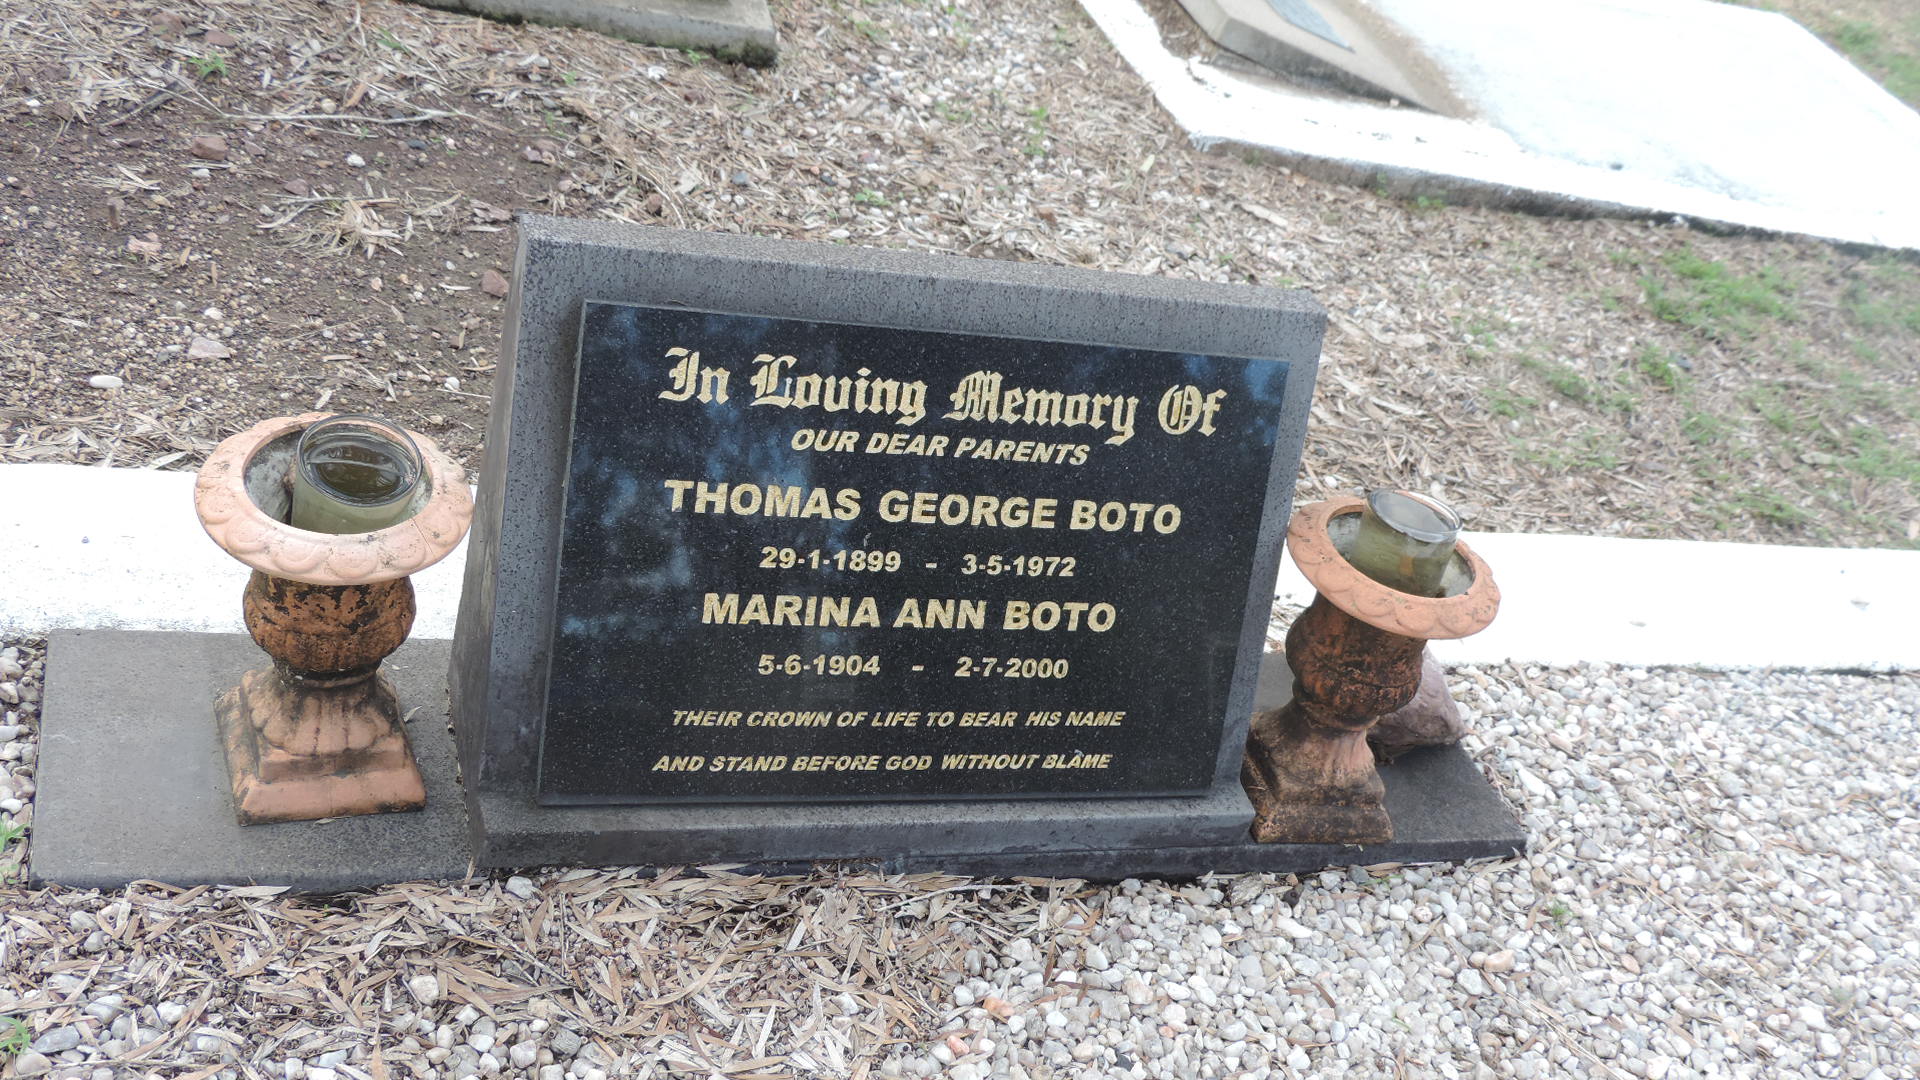 In Loving Memory Of
OUR DEAR PARENTS
THOMAS GEORGE BOTO
29-1-1899 - 3-5-1972
MARINA ANN BOTO
5-6-1904 - 2-7-2000
THEIR CROWN OF LIFE TO BEAR HIS NAME
AND STAND BEFORE GOD WITHOUT BLAME